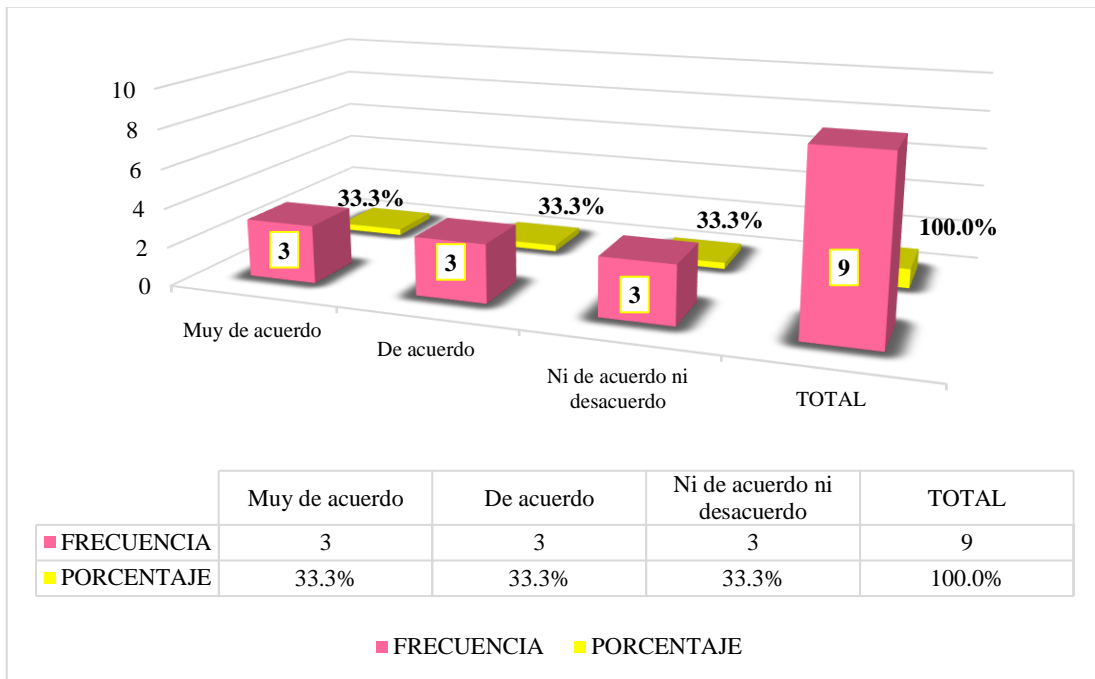 10
8
6
4
2
0
33.3%
33.3%
33.3%
100.0%
3
3
3
9
Muy de acuerdo
De acuerdo
Ni de acuerdo ni
desacuerdo
TOTAL
Muy de acuerdo De acuerdo Ni de acuerdo ni desacuerdo TOTAL
FRECUENCIA 3 3 3 9
PORCENTAJE 33.3% 33.3% 33.3% 100.0%
FRECUENCIA PORCENTAJE